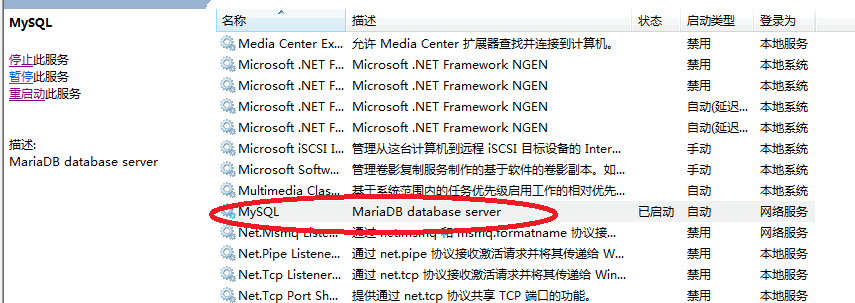 MySQL
停止此服务
暂停此服务
重启动此服务
描述:
MariaDB database server
名称 描述 状态 启动类型 登录为
Media Center Ex... 允许 Media Center 扩展器查找并连接到计算机。 禁用 本地服务
Microsoft .NET F... Microsoft .NET Framework NGEN 禁用 本地系统
Microsoft .NET F... Microsoft .NET Framework NGEN 禁用 本地系统
Microsoft .NET F... Microsoft .NET Framework NGEN 自动(延迟... 本地系统
Microsoft .NET F... Microsoft .NET Framework NGEN 自动(延迟... 本地系统
Microsoft iSCSI I... 管理从这台计算机到远程 iSCSI 目标设备的 Inter... 手动 本地系统
Microsoft Softw... 管理卷影复制服务制作的基于软件的卷影副本。如... 手动 本地系统
Multimedia Clas... 基于系统范围内的任务优先级启用工作的相对优先... 自动 本地系统
MySQL MariaDB database server 已启动 自动 网络服务
Net.Msmq Liste... 通过 net.msmq 和 msmq.formatname 协议接... 禁用 网络服务
Net.Pipe Listene... 通过 net.pipe 协议接收激活请求并将其传递给 W... 禁用 本地服务
Net.Tcp Listener... 通过 net.tcp 协议接收激活请求并将其传递给 Win... 禁用 本地服务
Net.Tcp Port Sh... 提供通过 net.tcp 协议共享 TCP 端口的功能。 禁用 本地服务